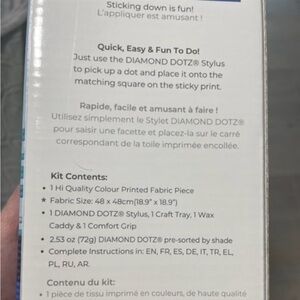 Sticking down is fun!
L'appliquer est amusant !
Quick, Easy & Fun To Do!
Just use the DIAMOND DOTZ® Stylus
to pick up a dot and place it onto the
matching square on the sticky print.
Rapide, facile et amusant à faire !
Utilisez simplement le Stylet DIAMOND DOTZ®
pour saisir une facette et placez-la sur le carré
correspondant de la toile imprimée encollée.
Kit Contents:
• 1 Hi Quality Colour Printed Fabric Piece
★ Fabric Size: 48 x 48cm(18.9" x 18.9")
• 1 DIAMOND DOTZ® Stylus, 1 Craft Tray, 1 Wax
Caddy & 1 Comfort Grip
• 2.53 oz (72g) DIAMOND DOTZ® pre-sorted by shade
• Complete Instructions in: EN, FR, ES, DE, IT, TR, EL,
PL, RU, AR.
Contenu du kit:
• 1 pièce de tissu imprimé en couleurs, de haute qualité